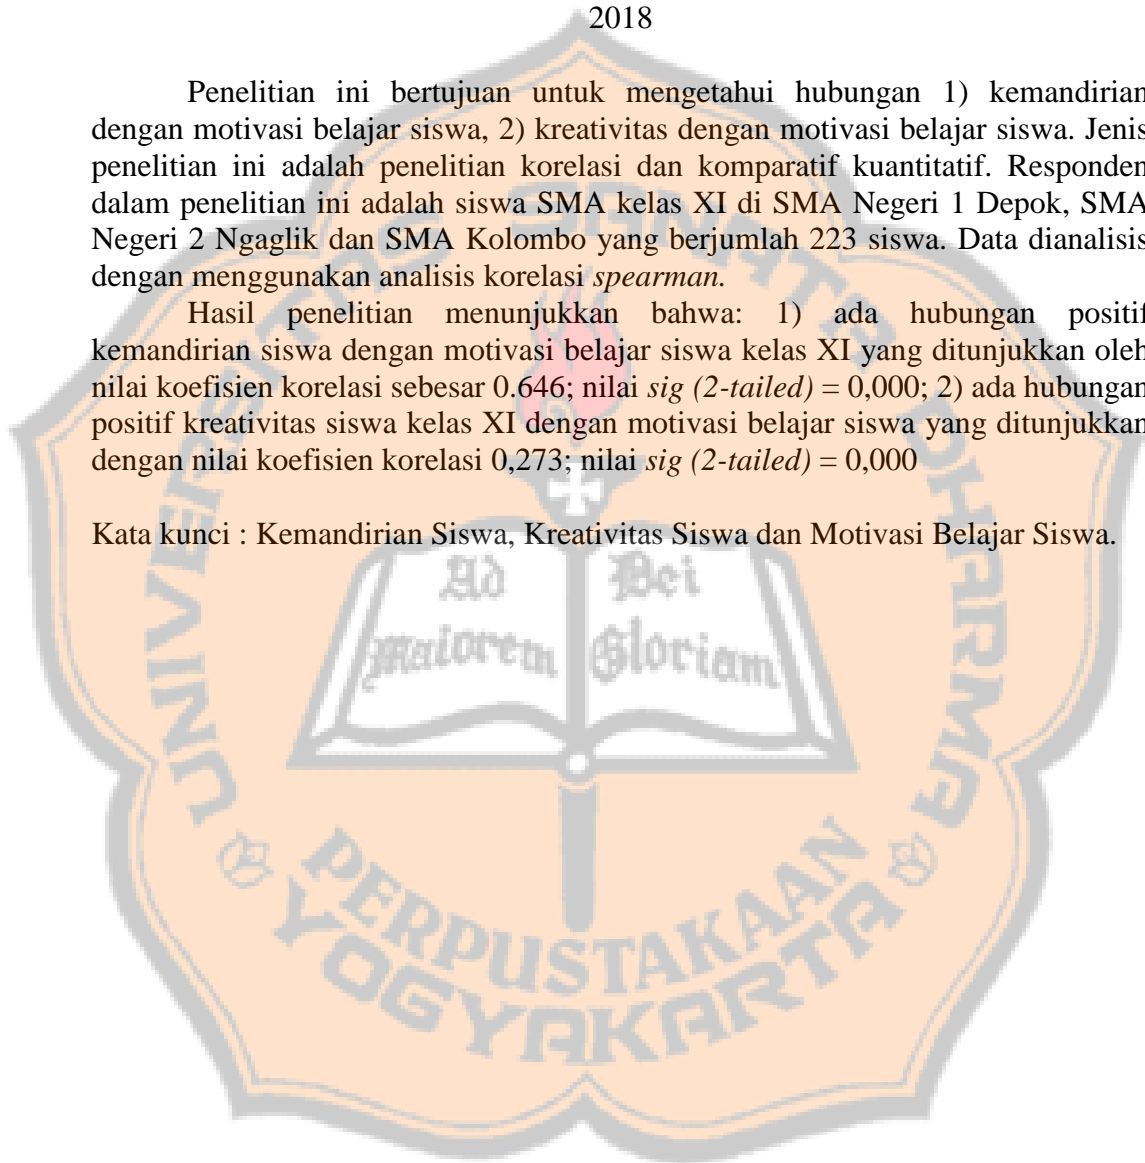 2018
Penelitian ini bertujuan untuk mengetahui hubungan 1) kemandirian
dengan motivasi belajar siswa, 2) kreativitas dengan motivasi belajar siswa. Jenis
penelitian ini adalah penelitian korelasi dan komparatif kuantitatif. Responden
dalam penelitian ini adalah siswa SMA kelas XI di SMA Negeri 1 Depok, SMA
Negeri 2 Ngaglik dan SMA Kolombo yang berjumlah 223 siswa. Data dianalisis
dengan menggunakan analisis korelasi spearman.
Hasil penelitian menunjukkan bahwa: 1) ada hubungan positif
kemandirian siswa dengan motivasi belajar siswa kelas XI yang ditunjukkan oleh
nilai koefisien korelasi sebesar 0.646; nilai sig (2-tailed) = 0,000; 2) ada hubungan
positif kreativitas siswa kelas XI dengan motivasi belajar siswa yang ditunjukkan
dengan nilai koefisien korelasi 0,273; nilai sig (2-tailed) = 0,000
Kata kunci : Kemandirian Siswa, Kreativitas Siswa dan Motivasi Belajar Siswa.
UNIVERSITAS SANATA DHARMA
Ad Dei
Maiorem Gloriam
PERPUSTAKAAN
YOGYAKARTA